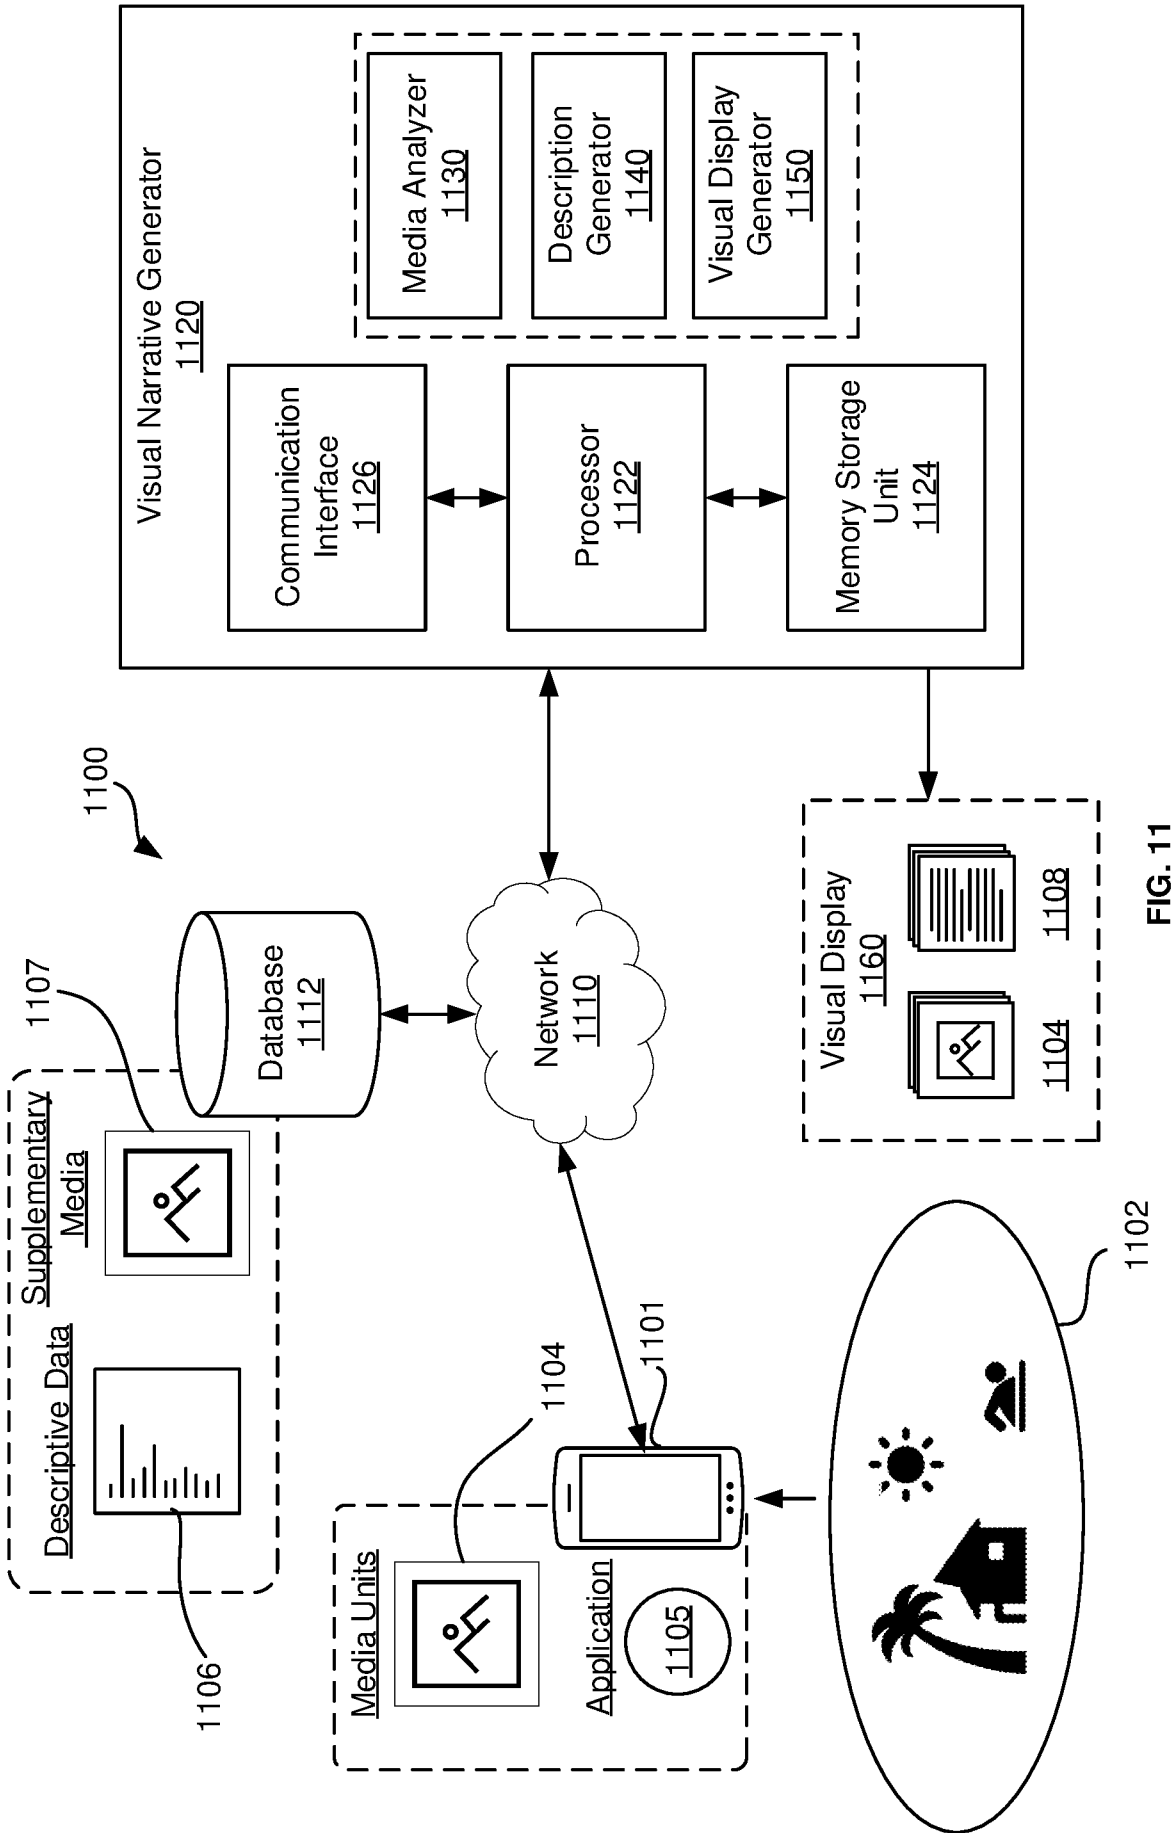 1100
Supplementary
Media
1107
Descriptive Data
1106
Database
1112
Network
1110
Media Units
1104
Application
1105
1101
1102
Visual Narrative Generator
1120
Communication
Interface
1126
Processor
1122
Memory Storage
Unit
1124
Media Analyzer
1130
Description
Generator
1140
Visual Display
Generator
1150
Visual Display
1160
1104
1108
FIG. 11